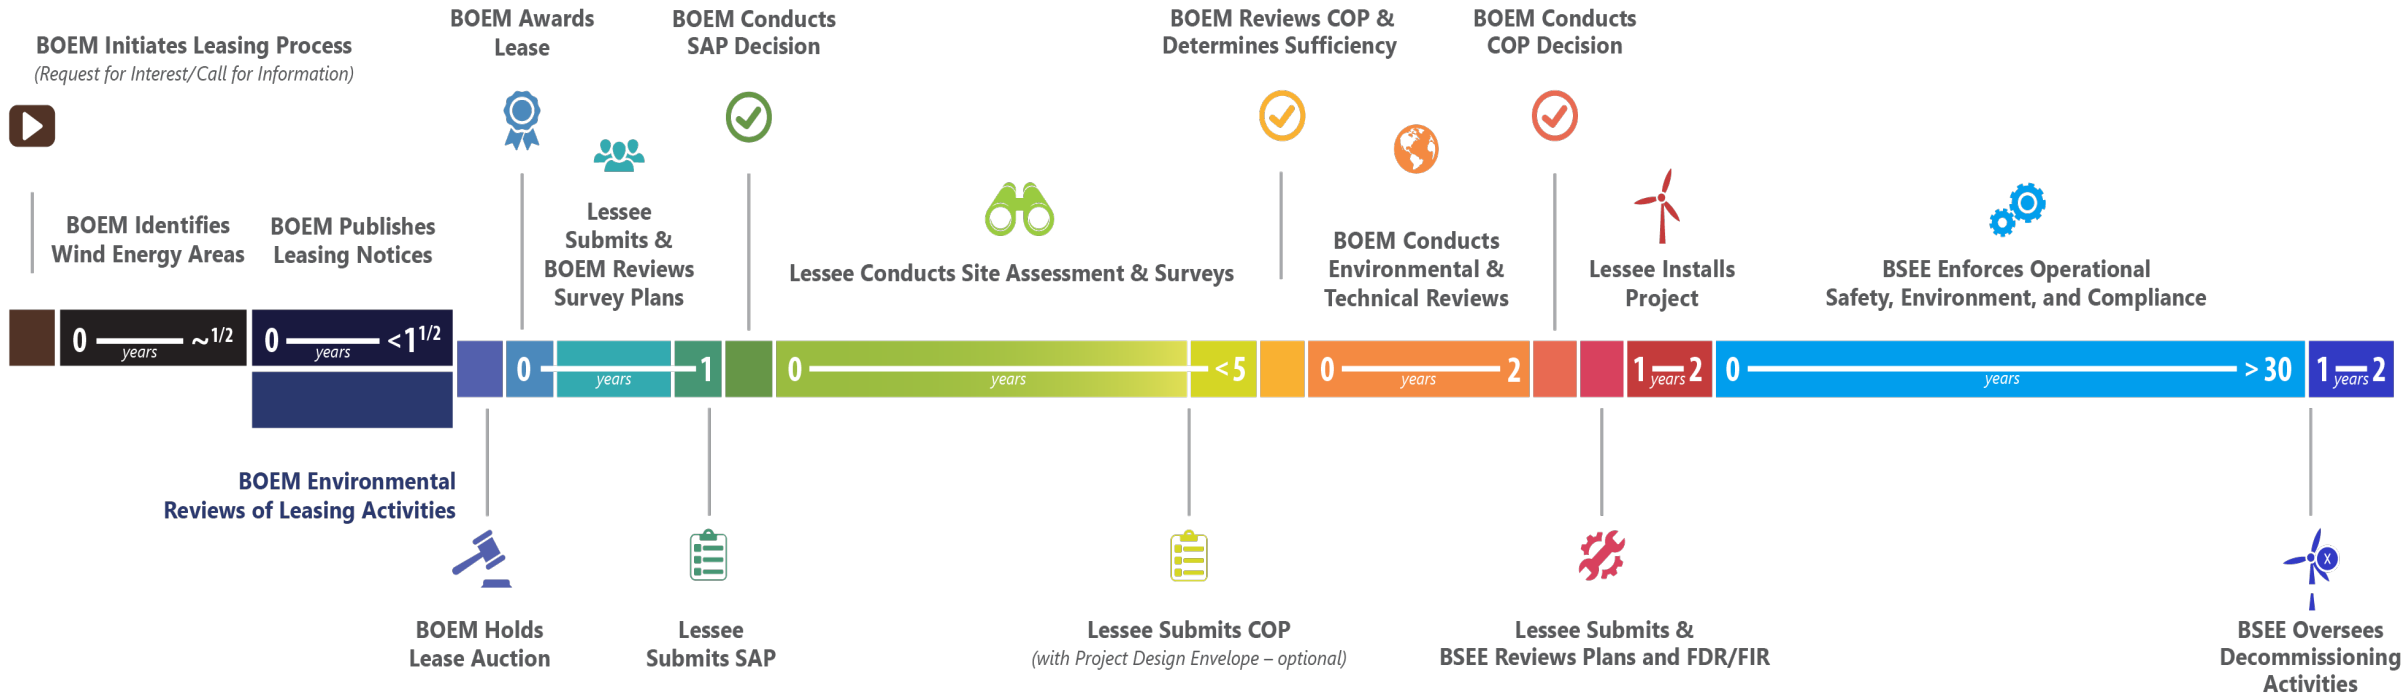 BOEM Initiates Leasing Process
(Request for Interest/Call for Information)
BOEM Identifies
Wind Energy Areas
BOEM Publishes
Leasing Notices
BOEM Awards
Lease
Lessee
Submits &
BOEM Reviews
Survey Plans
BOEM Conducts
SAP Decision
Lessee Conducts Site Assessment & Surveys
BOEM Reviews COP &
Determines Sufficiency
BOEM Conducts
Environmental &
Technical Reviews
BOEM Conducts
COP Decision
Lessee Installs
Project
BSEE Enforces Operational
Safety, Environment, and Compliance
0 years ~1/2
0 years <1 1/2
0 years 1
0 years <5
0 years 2
1 years 2
0 years > 30
1 years 2
BOEM Environmental
Reviews of Leasing Activities
BOEM Holds
Lease Auction
Lessee
Submits SAP
Lessee Submits COP
(with Project Design Envelope – optional)
Lessee Submits &
BSEE Reviews Plans and FDR/FIR
X
BSEE Oversees
Decommissioning
Activities